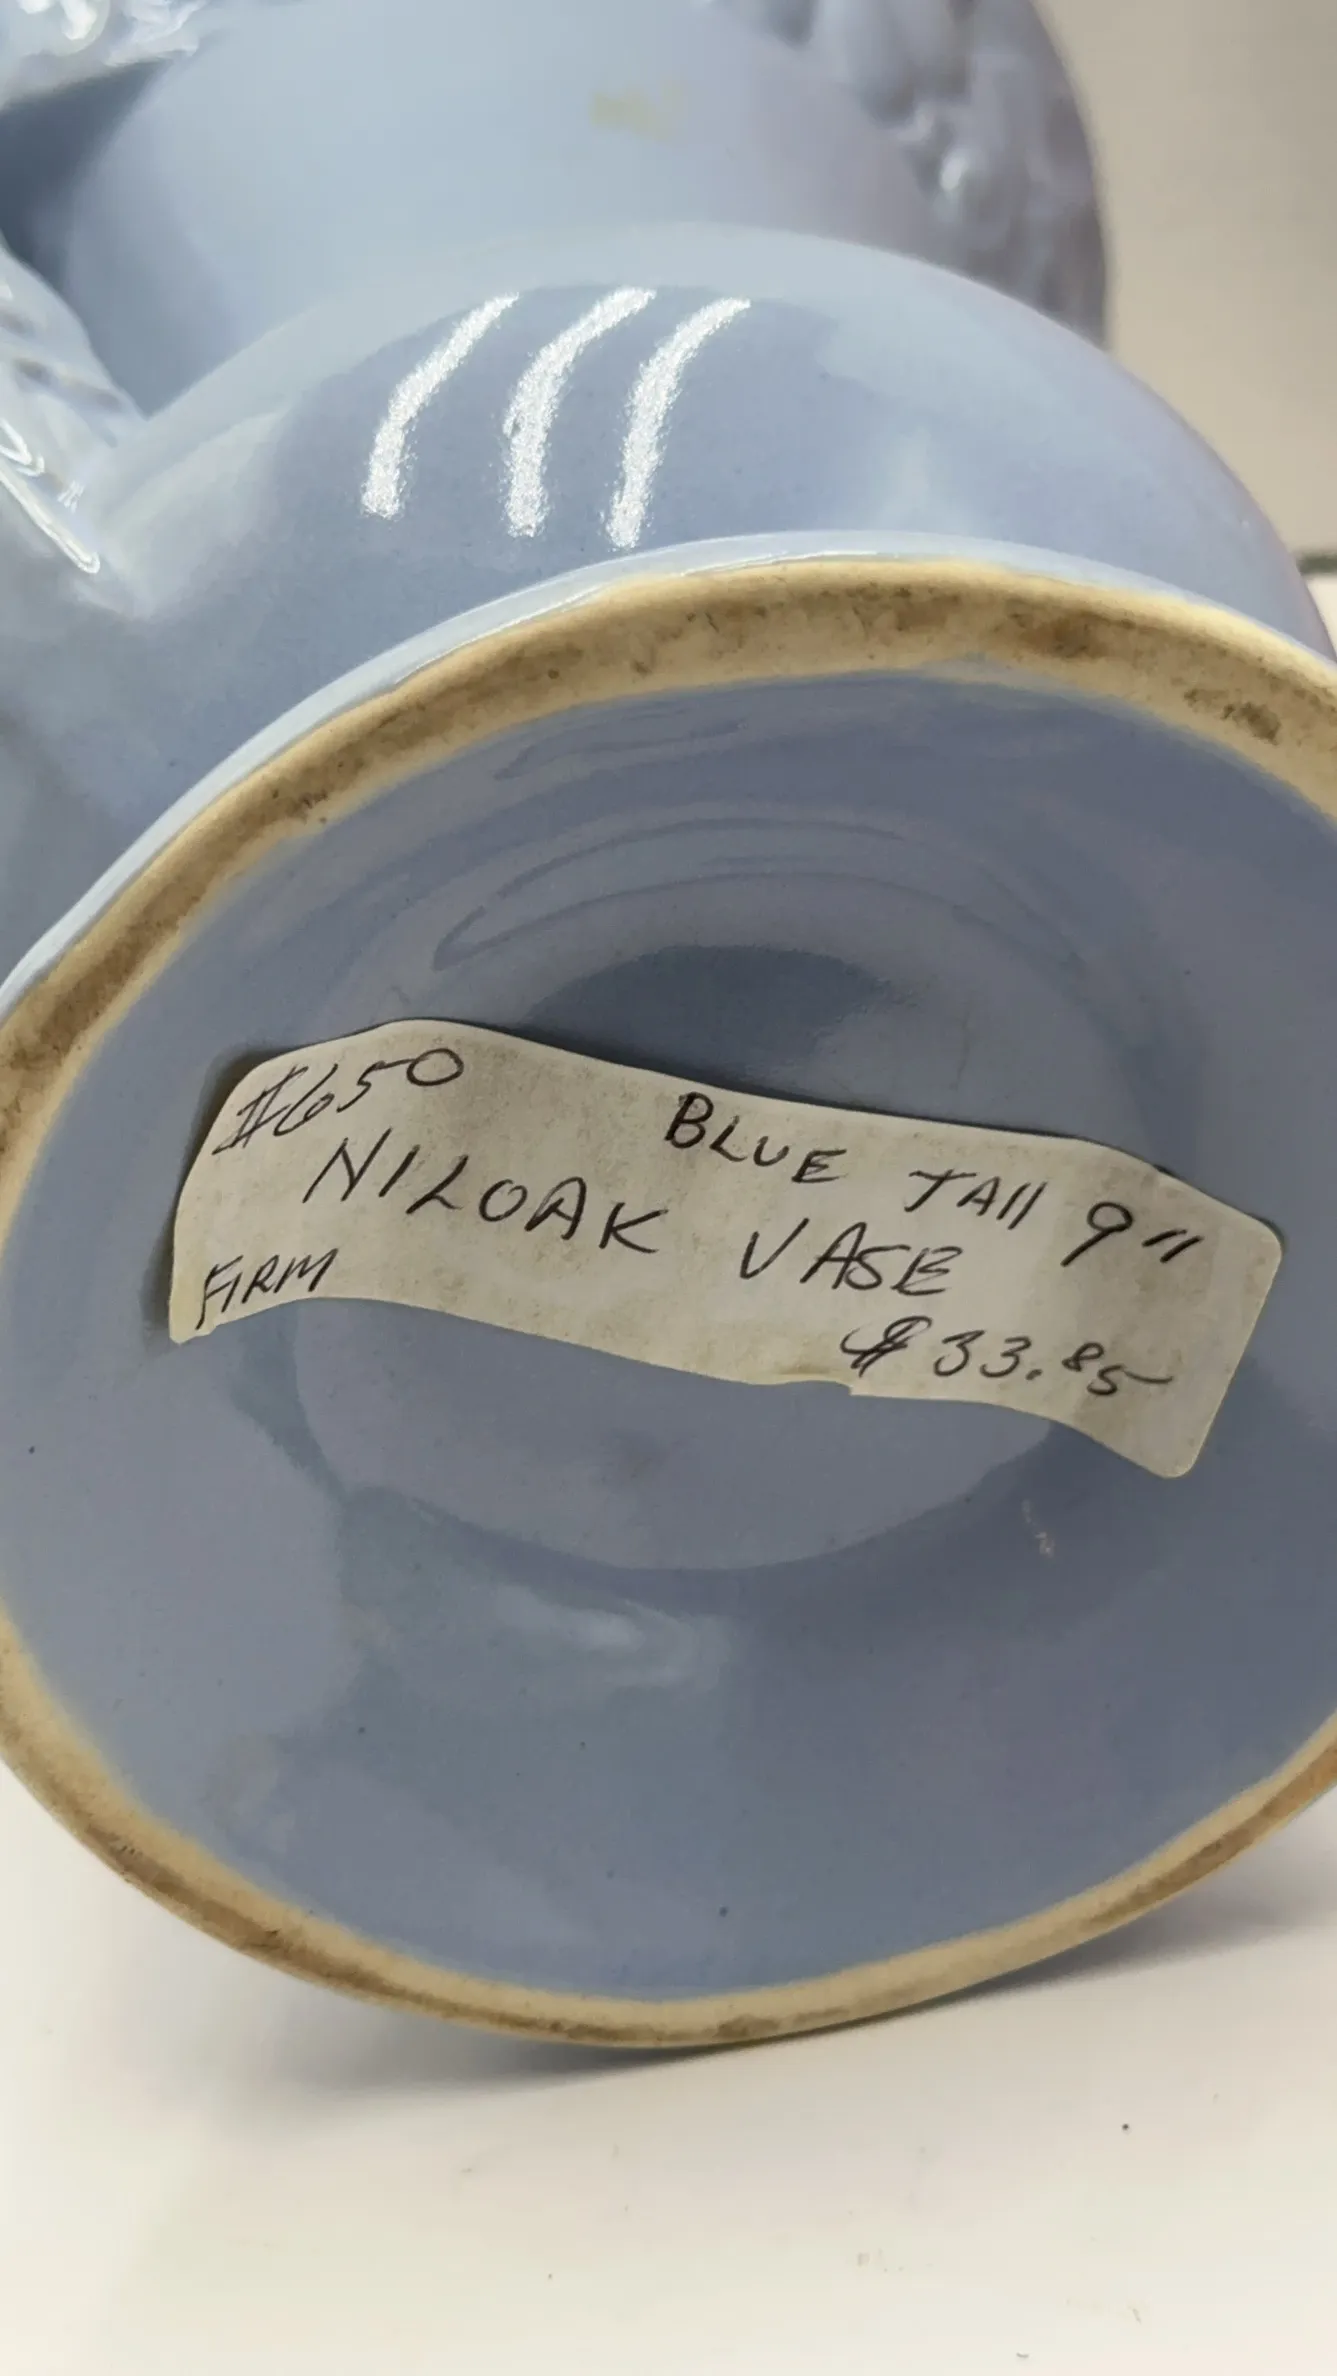 #650 BLUE TAll 9"
NILOAK VASE
FIRM $33.85